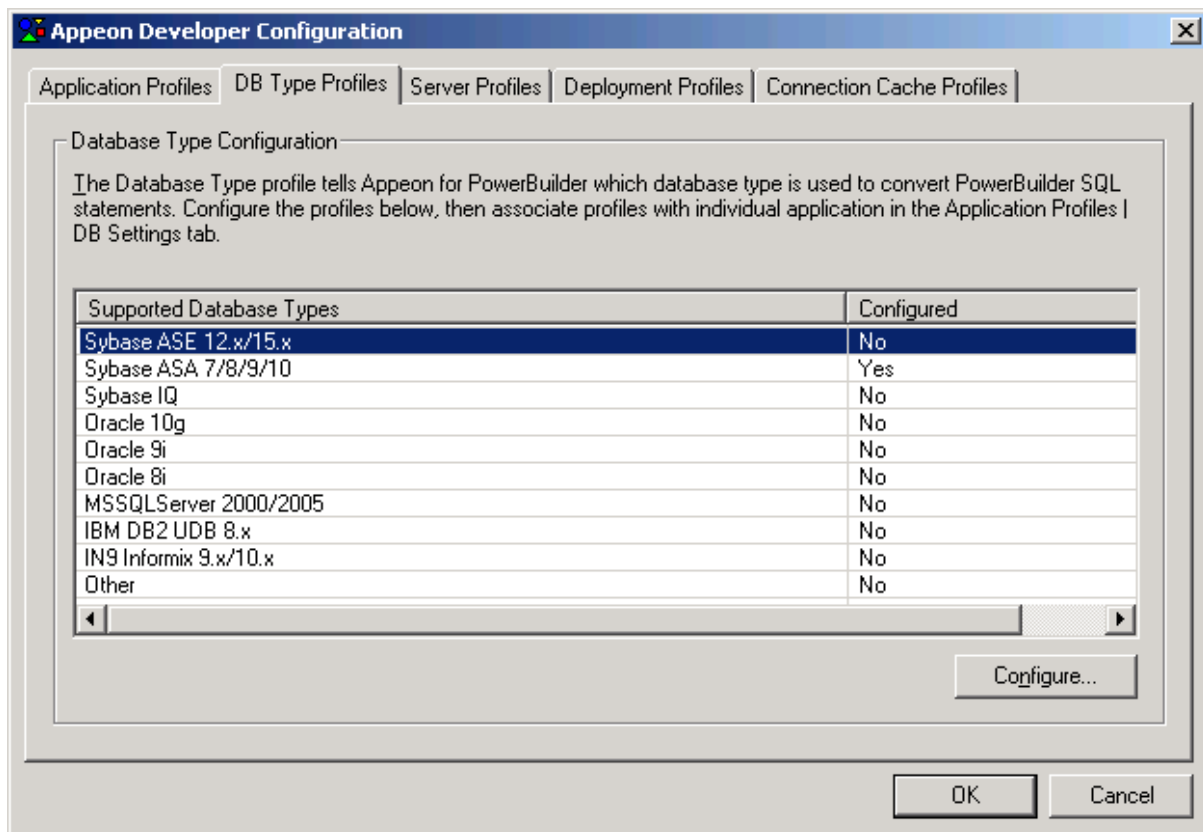 Appeon Developer Configuration
Application Profiles DB Type Profiles Server Profiles Deployment Profiles Connection Cache Profiles
Database Type Configuration
The Database Type profile tells Appeon for PowerBuilder which database type is used to convert PowerBuilder SQL
statements. Configure the profiles below, then associate profiles with individual application in the Application Profiles |
DB Settings tab.
Supported Database Types Configured
Sybase ASE 12.x/15.x No
Sybase ASA 7/8/9/10 Yes
Sybase IQ No
Oracle 10g No
Oracle 9i No
Oracle 8i No
MSSQLServer 2000/2005 No
IBM DB2 UDB 8.x No
IN9 Informix 9.x/10.x No
Other No
Configure...
OK Cancel